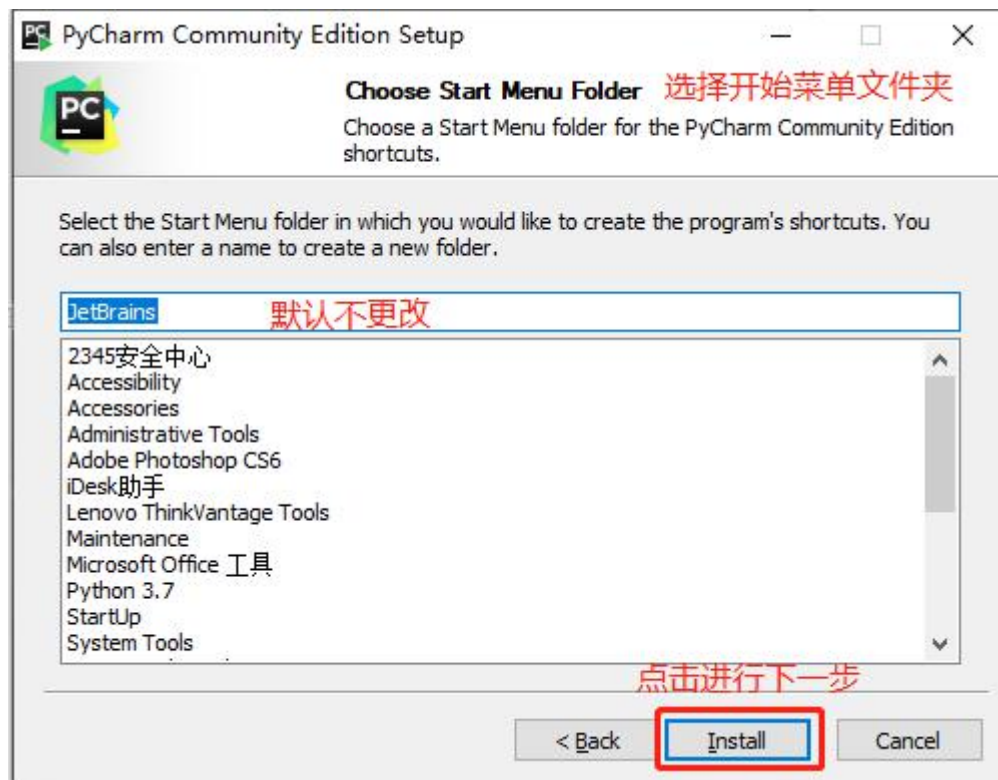 PyCharm Community Edition Setup
PC
Choose Start Menu Folder 选择开始菜单文件夹
Choose a Start Menu folder for the PyCharm Community Edition
shortcuts.
Select the Start Menu folder in which you would like to create the program's shortcuts. You
can also enter a name to create a new folder.
JetBrains 默认不更改
2345安全中心
Accessibility
Accessories
Administrative Tools
Adobe Photoshop CS6
iDesk助手
Lenovo ThinkVantage Tools
Maintenance
Microsoft Office 工具
Python 3.7
StartUp
System Tools
点击进行下一步
< Back Install Cancel